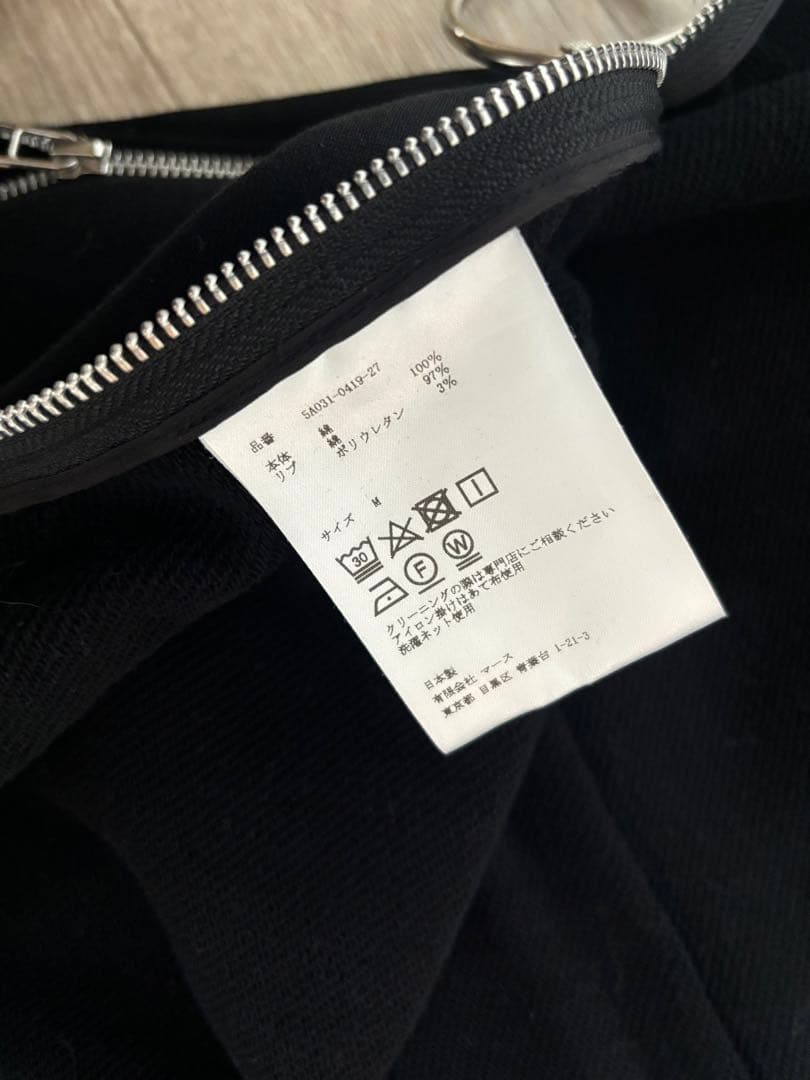 品番 5A031-0419-27
本体 綿 100%
リブ 綿 97%
ポリウレタン 3%
サイズ M
30
F W
クリーニングの際は専門店にご相談ください
アイロン掛けはあて布使用
洗濯ネット使用
日本製
有限会社 マース
東京都 目黒区 青葉台 1-21-3